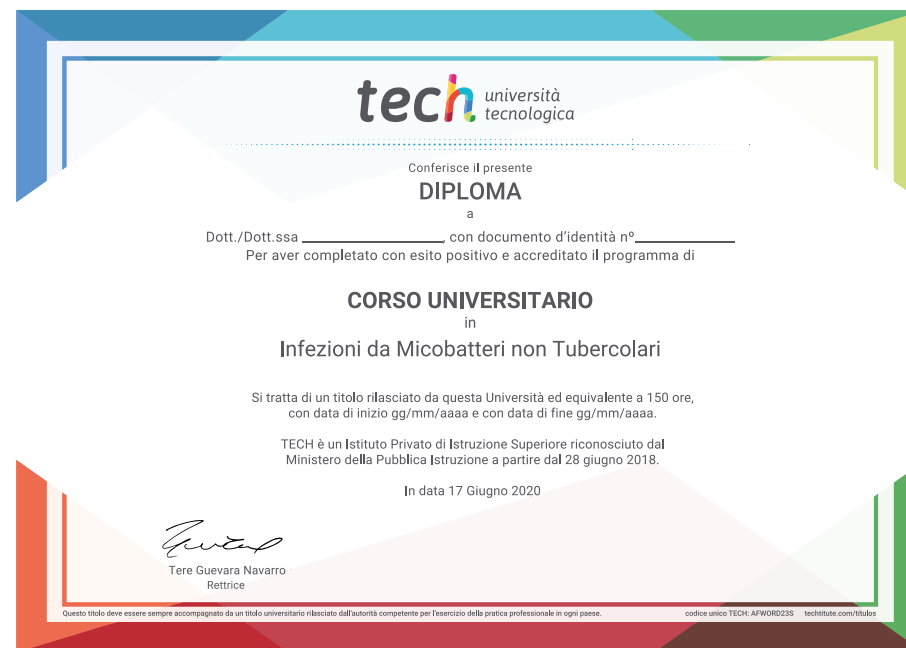 tech università
tecnologica
Conferisce il presente
DIPLOMA
a
Dott./Dott.ssa ____________________, con documento d'identità nº______________
Per aver completato con esito positivo e accreditato il programma di
CORSO UNIVERSITARIO
in
Infezioni da Micobatteri non Tubercolari
Si tratta di un titolo rilasciato da questa Università ed equivalente a 150 ore,
con data di inizio gg/mm/aaaa e con data di fine gg/mm/aaaa.
TECH è un Istituto Privato di Istruzione Superiore riconosciuto dal
Ministero della Pubblica Istruzione a partire dal 28 giugno 2018.
In data 17 Giugno 2020
Tere Guevara Navarro
Rettrice
Questo titolo deve essere sempre accompagnato da un titolo universitario rilasciato dall'autorità competente per l'esercizio della pratica professionale in ogni paese. codice unico TECH: AFWORD23S techtitute.com/titulos